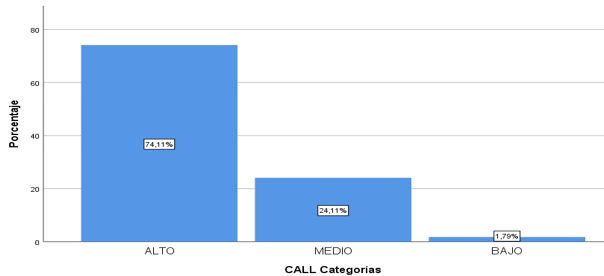 Porcentaje
80
60
40
20
0
74,11%
24,11%
1,79%
ALTO
MEDIO
BAJO
CALL Categorías